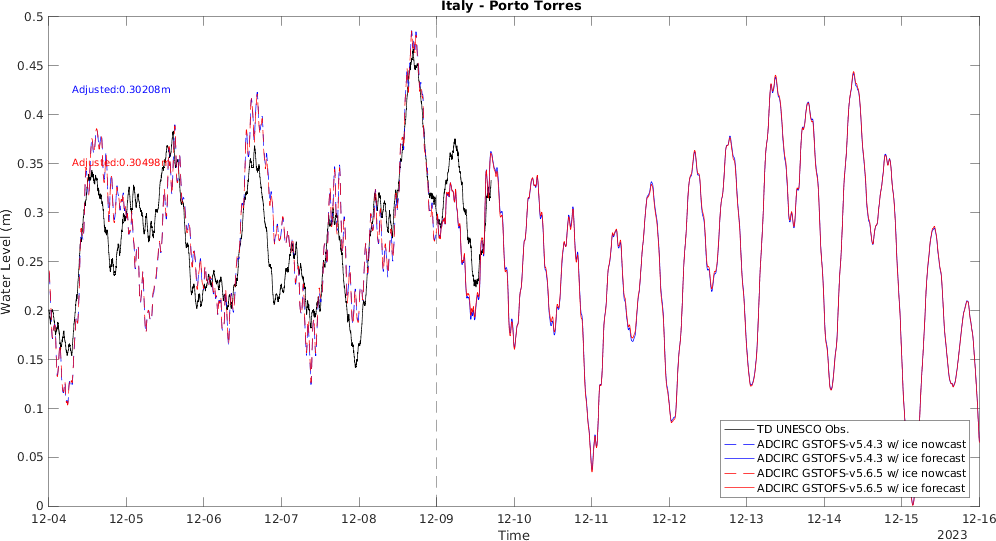 Italy - Porto Torres
0.5
0.45
0.4
0.35
0.3
0.25
0.2
0.15
0.1
0.05
0
Water Level (m)
Adjusted:0.30208m
Adjusted:0.30498m
TD UNESCO Obs.
ADCIRC GSTOFS-v5.4.3 w/ ice nowcast
ADCIRC GSTOFS-v5.4.3 w/ ice forecast
ADCIRC GSTOFS-v5.6.5 w/ ice nowcast
ADCIRC GSTOFS-v5.6.5 w/ ice forecast
12-04 12-05 12-06 12-07 12-08 12-09 12-10 12-11 12-12 12-13 12-14 12-15 12-16
Time
2023